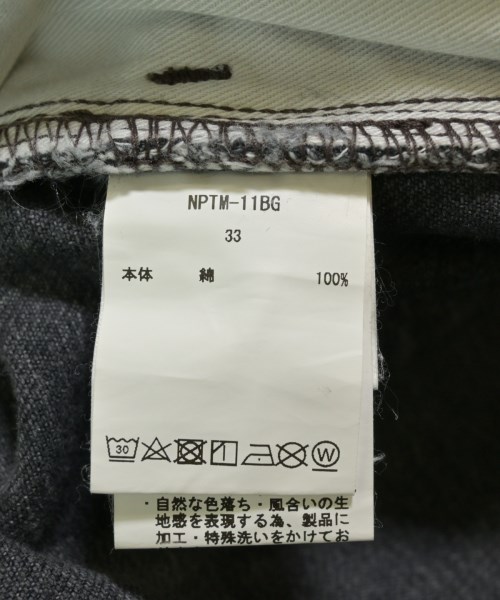 NPTM-11BG
33
本体 綿 100%
30 W
・自然な色落ち・風合いの生
地感を表現する為、製品に
加工・特殊洗いをかけてお